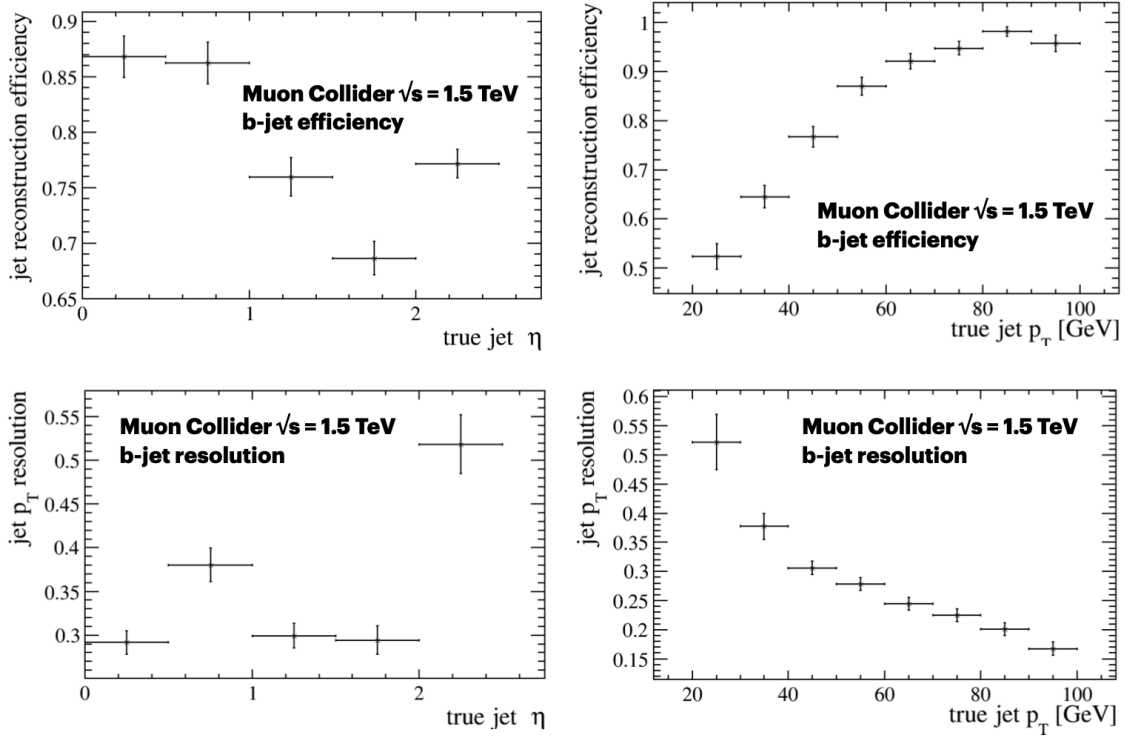 jet reconstruction efficiency
0.9
0.85
0.8
0.75
0.7
0.65
Muon Collider √s = 1.5 TeV
b-jet efficiency
0 1 2
true jet η
jet reconstruction efficiency
1
0.9
0.8
0.7
0.6
0.5
Muon Collider √s = 1.5 TeV
b-jet efficiency
20 40 60 80 100
true jet p_T [GeV]
jet p_T resolution
0.55
0.5
0.45
0.4
0.35
0.3
Muon Collider √s = 1.5 TeV
b-jet resolution
0 1 2
true jet η
jet p_T resolution
0.6
0.55
0.5
0.45
0.4
0.35
0.3
0.25
0.2
0.15
Muon Collider √s = 1.5 TeV
b-jet resolution
20 40 60 80 100
true jet p_T [GeV]